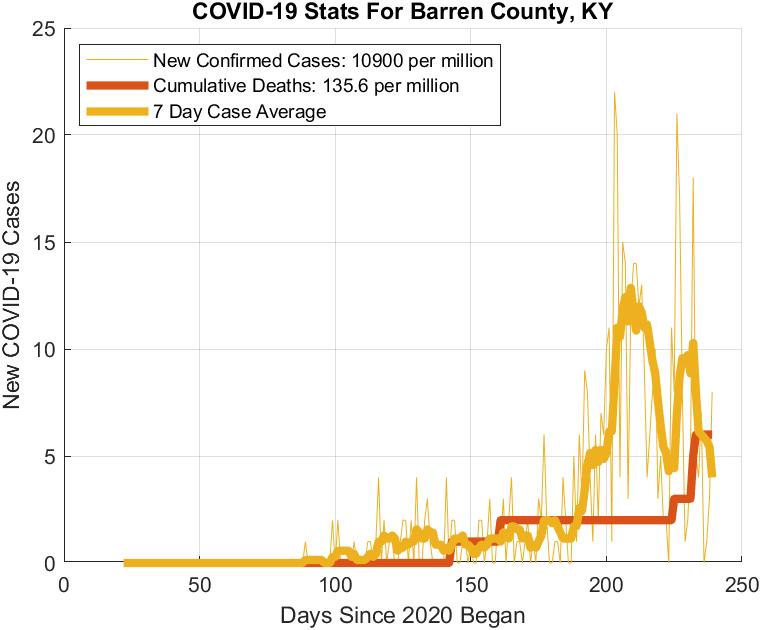 COVID-19 Stats For Barren County, KY
25
20
15
10
5
0
New COVID-19 Cases
New Confirmed Cases: 10900 per million
Cumulative Deaths: 135.6 per million
7 Day Case Average
0
50
100
150
200
250
Days Since 2020 Began